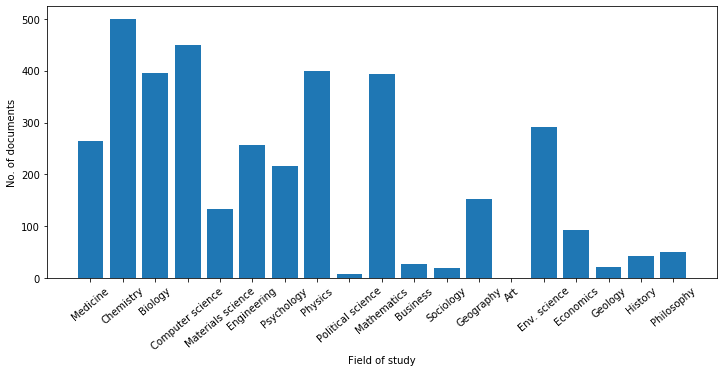 500
400
300
200
100
0
No. of documents
Medicine
Chemistry
Biology
Computer science
Materials science
Engineering
Psychology
Physics
Political science
Mathematics
Business
Sociology
Geography
Art
Env. science
Economics
Geology
History
Philosophy
Field of study